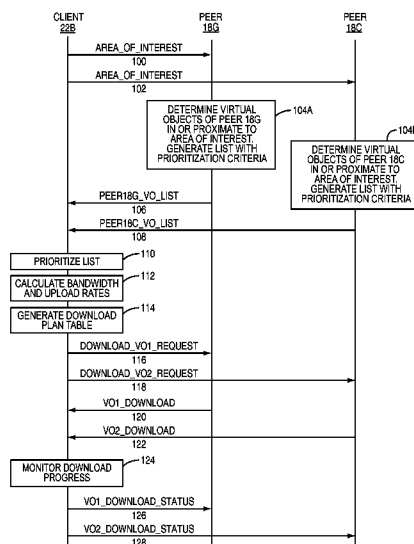 CLIENT
22B
PEER
18G
PEER
18C
AREA_OF_INTEREST
100
AREA_OF_INTEREST
102
DETERMINE VIRTUAL
OBJECTS OF PEER 18G
IN OR PROXIMATE TO
AREA OF INTEREST.
GENERATE LIST WITH
PRIORITIZATION CRITERIA
104A
104
DETERMINE VIRTUAL
OBJECTS OF PEER 18C
IN OR PROXIMATE TO
AREA OF INTEREST.
GENERATE LIST WITH
PRIORITIZATION CRITERIA
PEER18G_VO_LIST
106
PEER18C_VO_LIST
108
PRIORITIZE LIST
110
CALCULATE BANDWIDTH
AND UPLOAD RATES
112
GENERATE DOWNLOAD
PLAN TABLE
114
DOWNLOAD_VO1_REQUEST
116
DOWNLOAD_VO2_REQUEST
118
VO1_DOWNLOAD
120
VO2_DOWNLOAD
122
MONITOR DOWNLOAD
PROGRESS
124
VO1_DOWNLOAD_STATUS
126
VO2_DOWNLOAD_STATUS
128